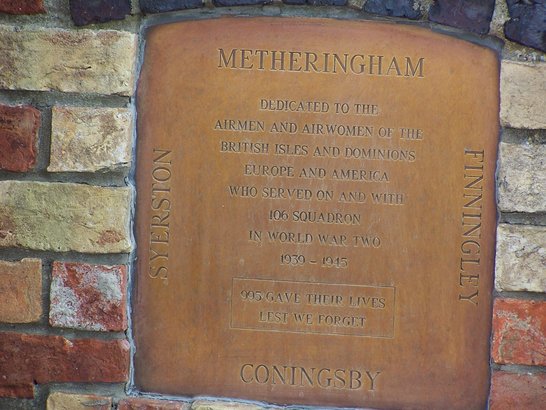 METHERINGHAM
DEDICATED TO THE
AIRMEN AND AIRWOMEN OF THE
BRITISH ISLES AND DOMINIONS
EUROPE AND AMERICA
WHO SERVED ON AND WITH
106 SQUADRON
IN WORLD WAR TWO
1939 - 1945
995 GAVE THEIR LIVES
LEST WE FORGET
SYERSTON
FINNINGLEY
CONINGSBY